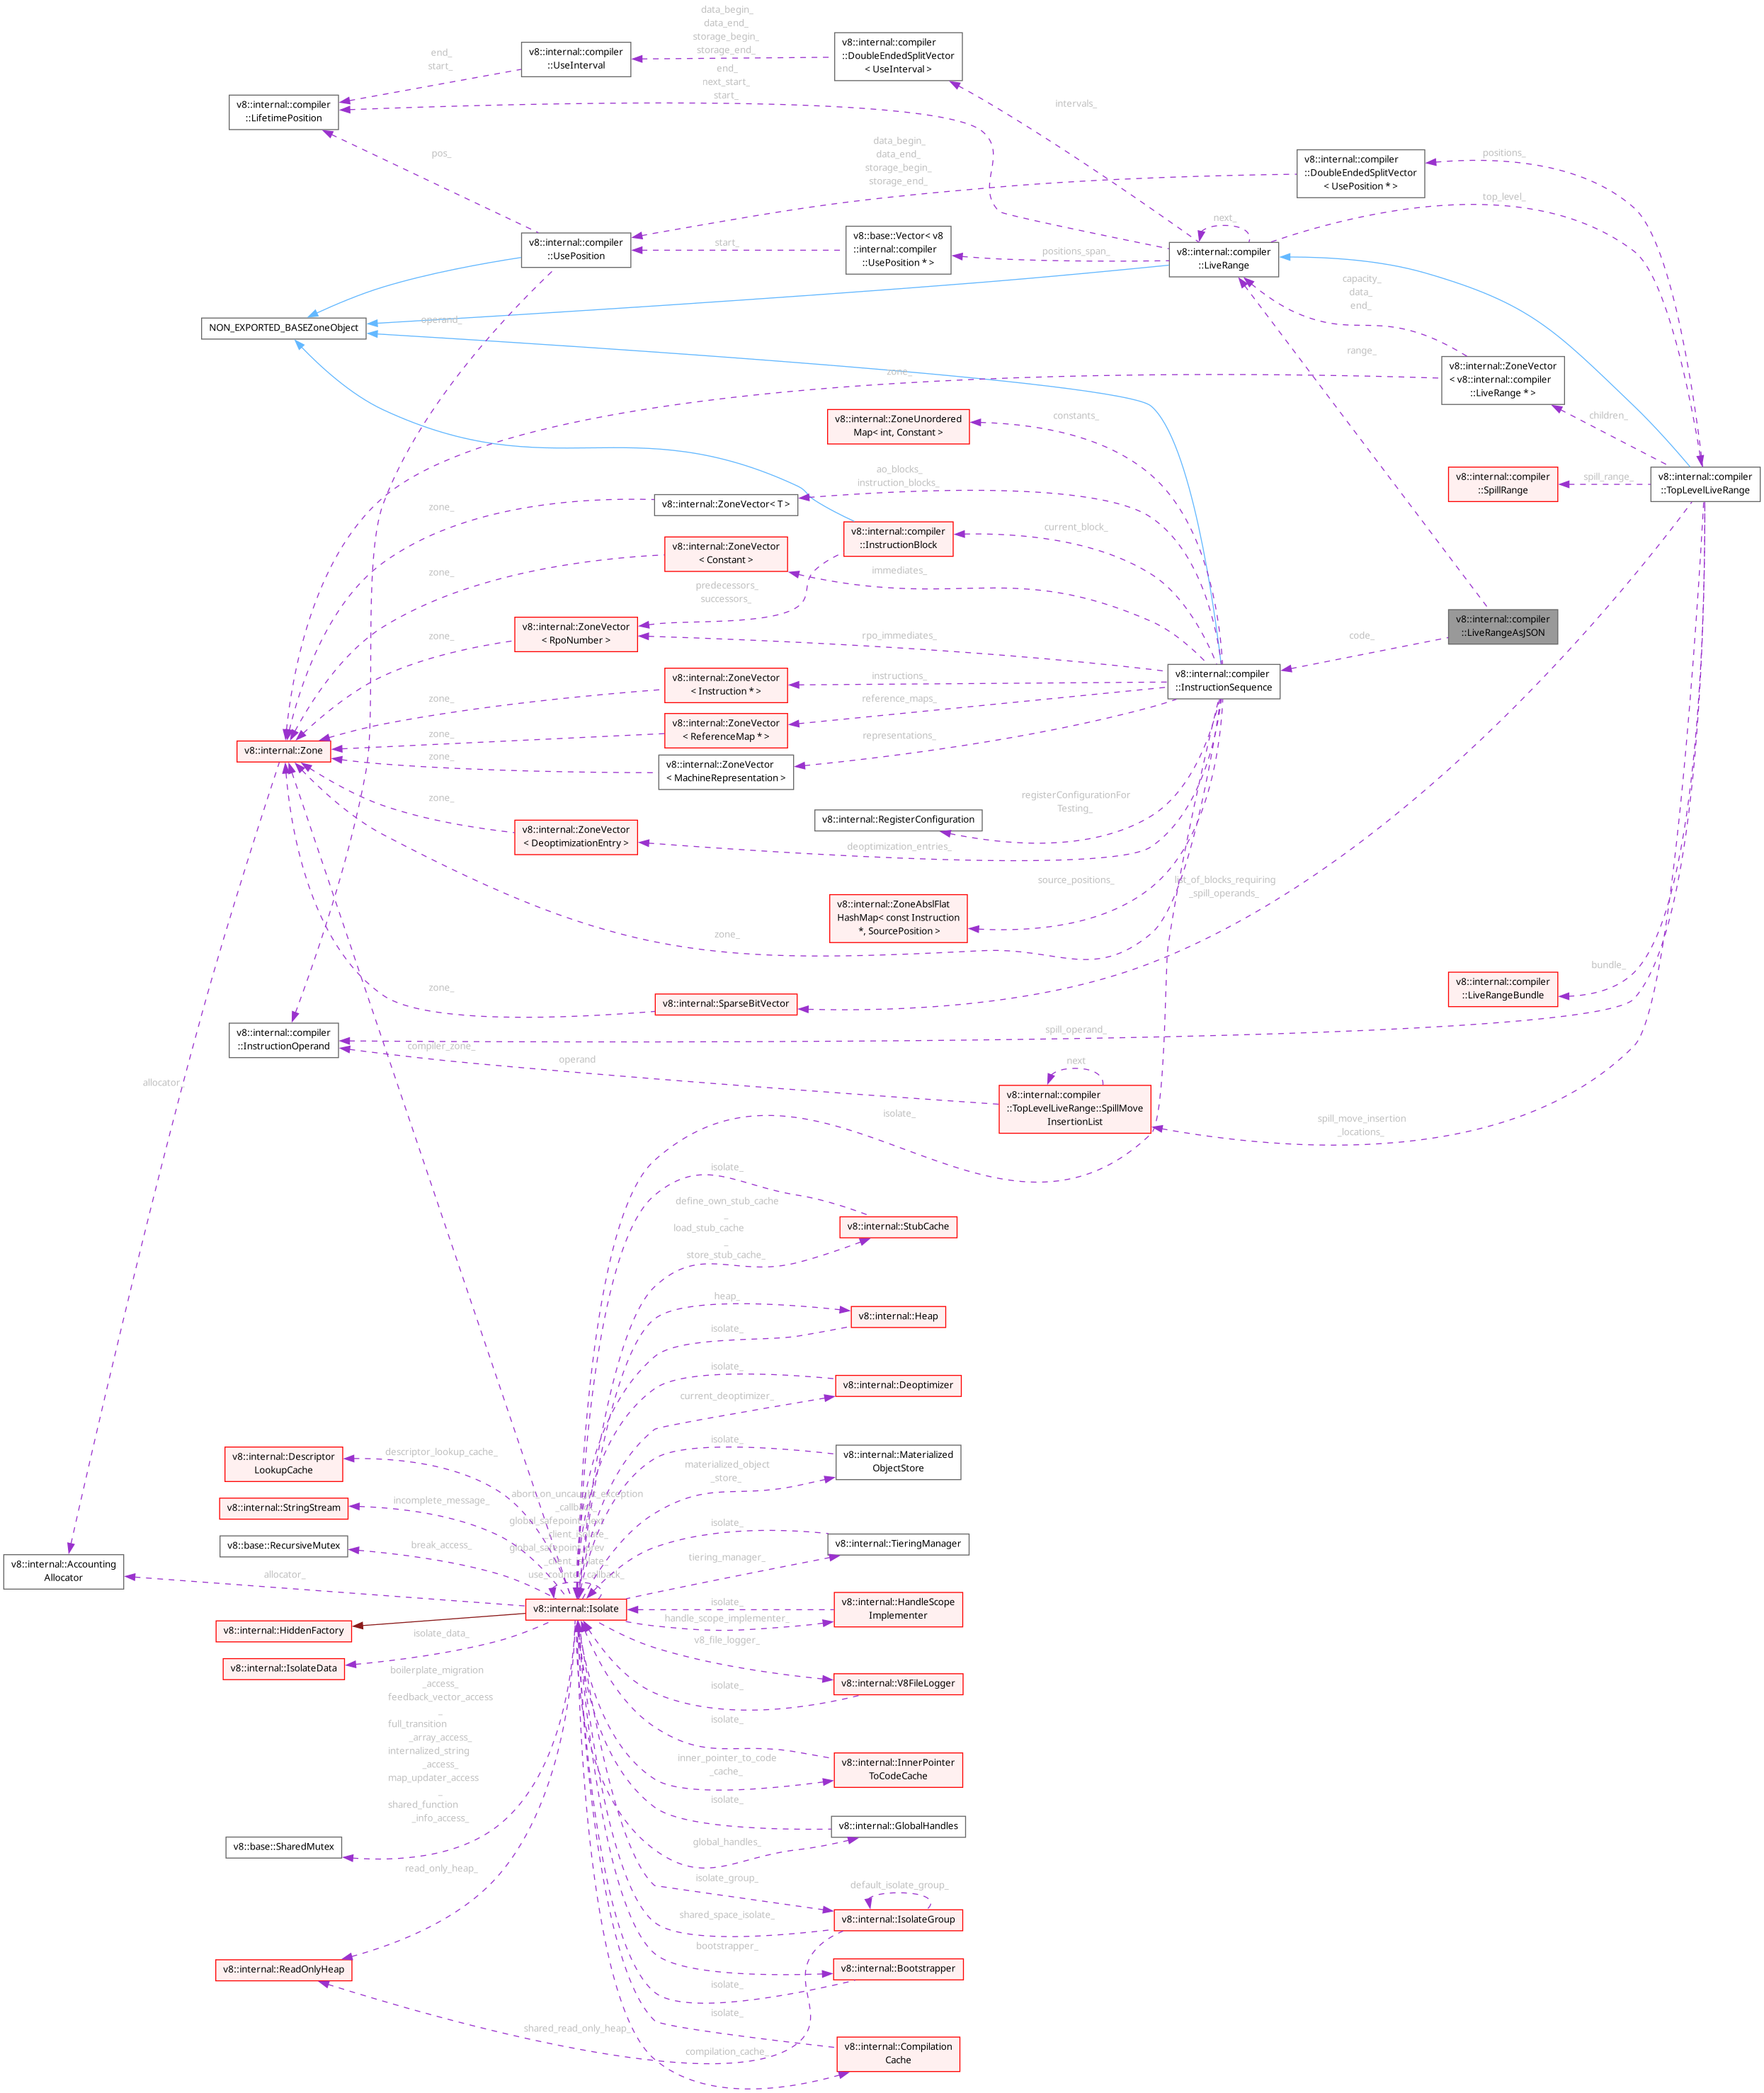 data_begin_
data_end_
storage_begin_
storage_end_
end_
start_
v8::internal::compiler
::UseInterval
v8::internal::compiler
::DoubleEndedSplitVector
< UseInterval >
end_
next_start_
start_
v8::internal::compiler
::LifetimePosition
intervals_
pos_
data_begin_
data_end_
storage_begin_
storage_end_
v8::internal::compiler
::DoubleEndedSplitVector
< UsePosition * >
positions_
top_level_
next_
v8::internal::compiler
::UsePosition
start_
v8::base::Vector< v8
::internal::compiler
::UsePosition * >
positions_span_
v8::internal::compiler
::LiveRange
capacity_
data_
end_
NON_EXPORTED_BASEZoneObject
operand_
range_
zone_
v8::internal::ZoneVector
< v8::internal::compiler
::LiveRange * >
children_
v8::internal::ZoneUnordered
Map< int, Constant >
constants_
ao_blocks_
instruction_blocks_
v8::internal::compiler
::SpillRange
spill_range_
v8::internal::compiler
::TopLevelLiveRange
zone_
v8::internal::ZoneVector< T >
v8::internal::compiler
::InstructionBlock
current_block_
zone_
v8::internal::ZoneVector
< Constant >
immediates_
predecessors_
successors_
zone_
v8::internal::ZoneVector
< RpoNumber >
rpo_immediates_
v8::internal::compiler
::LiveRangeAsJSON
code_
v8::internal::compiler
::InstructionSequence
zone_
v8::internal::ZoneVector
< Instruction * >
instructions_
zone_
v8::internal::ZoneVector
< ReferenceMap * >
reference_maps_
v8::internal::Zone
zone_
v8::internal::ZoneVector
< MachineRepresentation >
representations_
zone_
v8::internal::ZoneVector
< DeoptimizationEntry >
v8::internal::RegisterConfiguration
registerConfigurationFor
Testing_
deoptimization_entries_
v8::internal::ZoneAbslFlat
HashMap< const Instruction
*, SourcePosition >
source_positions_
list_of_blocks_requiring
_spill_operands_
zone_
zone_
v8::internal::SparseBitVector
v8::internal::compiler
::LiveRangeBundle
bundle_
v8::internal::compiler
::InstructionOperand
spill_operand_
compiler_zone_
operand
next
v8::internal::compiler
::TopLevelLiveRange::SpillMove
InsertionList
spill_move_insertion
_locations_
allocator_
isolate_
isolate_
define_own_stub_cache
_
load_stub_cache
_
store_stub_cache_
v8::internal::StubCache
heap_
v8::internal::Heap
isolate_
isolate_
v8::internal::Deoptimizer
current_deoptimizer_
isolate_
v8::internal::Materialized
ObjectStore
materialized_object
_store_
v8::internal::Descriptor
LookupCache
descriptor_lookup_cache_
v8::internal::StringStream
incomplete_message_
v8::base::RecursiveMutex
break_access_
v8::internal::Accounting
Allocator
allocator_
_callback_
global_safepoint_prev
isolate_
v8::internal::TieringManager
tiering_manager_
v8::internal::Isolate
isolate_
v8::internal::HandleScope
Implementer
handle_scope_implementer_
v8::internal::HiddenFactory
v8::internal::IsolateData
isolate_data_
v8_file_logger_
v8::internal::V8FileLogger
isolate_
boilerplate_migration
_access_
feedback_vector_access
_
full_transition
_array_access_
internalized_string
_access_
map_updater_access
_
shared_function
_info_access_
isolate_
v8::internal::InnerPointer
ToCodeCache
inner_pointer_to_code
_cache_
isolate_
v8::internal::GlobalHandles
global_handles_
v8::base::SharedMutex
read_only_heap_
isolate_group_
default_isolate_group_
v8::internal::IsolateGroup
shared_space_isolate_
bootstrapper_
v8::internal::Bootstrapper
isolate_
v8::internal::ReadOnlyHeap
isolate_
shared_read_only_heap_
compilation_cache_
v8::internal::Compilation
Cache